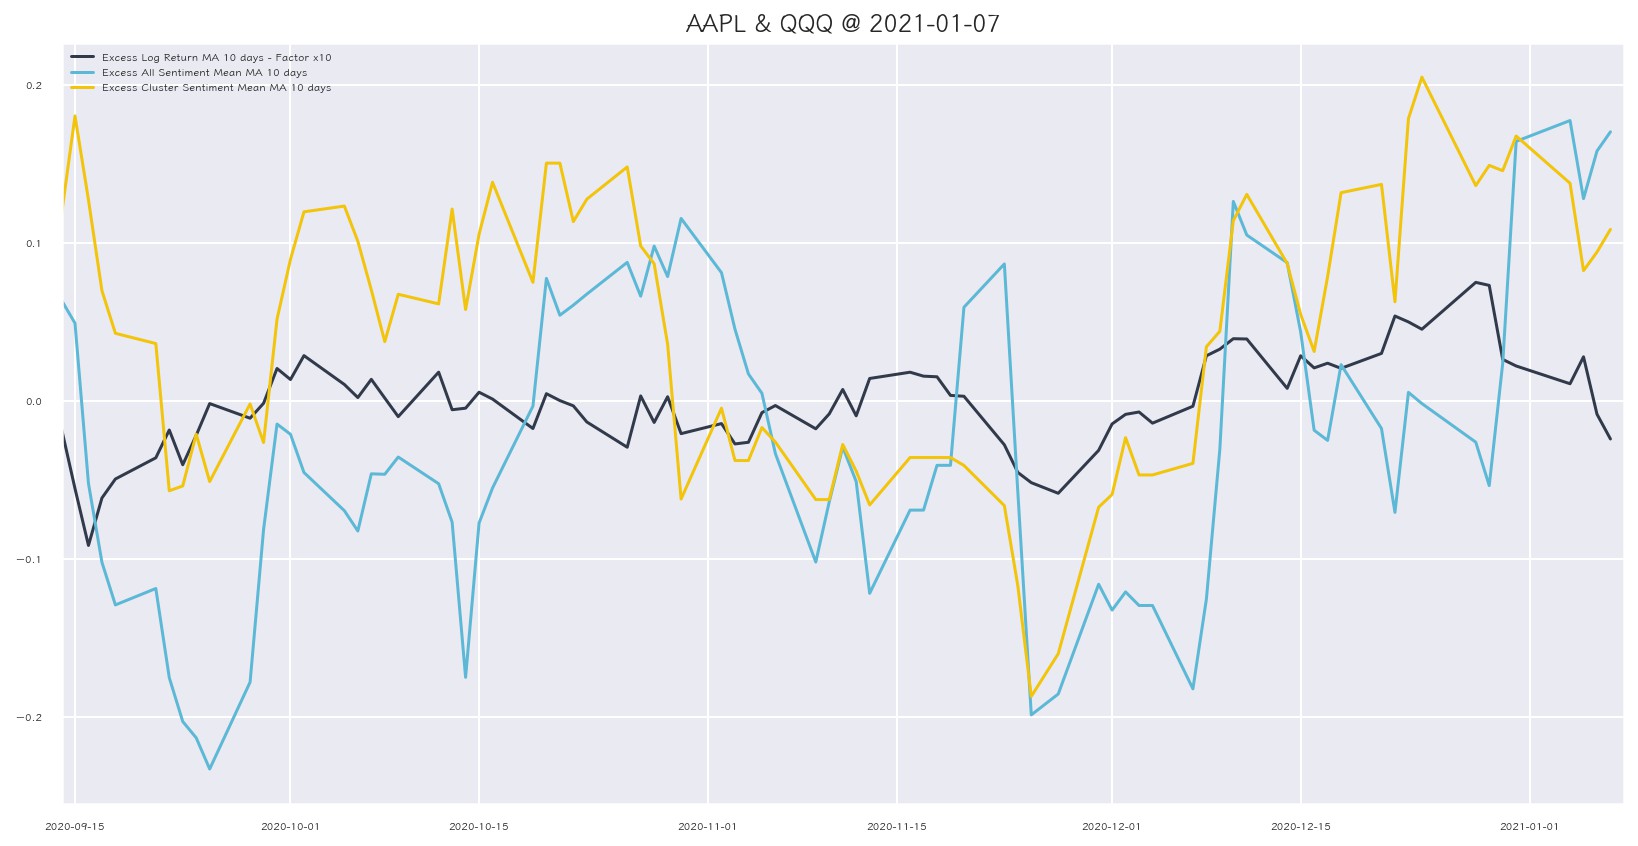 AAPL & QQQ @ 2021-01-07
Excess Log Return MA 10 days - Factor x10
Excess All Sentiment Mean MA 10 days
Excess Cluster Sentiment Mean MA 10 days
0.2
0.1
0.0
−0.1
−0.2
2020-09-15 2020-10-01 2020-10-15 2020-11-01 2020-11-15 2020-12-01 2020-12-15 2021-01-01